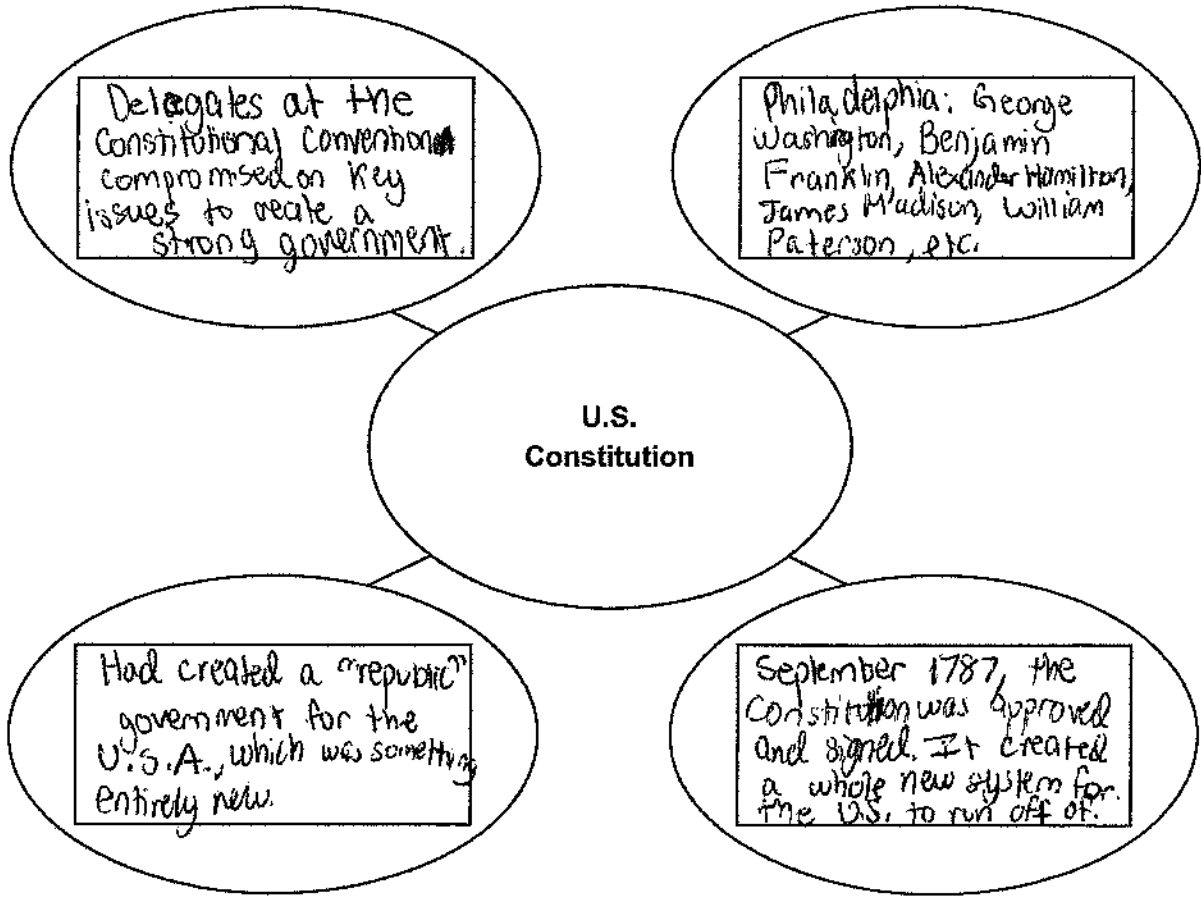 Delegates at the
Constitutional Convention
compromised on key
issues to create a
strong government.
Philadelphia: George
Washington, Benjamin
Franklin, Alexander Hamilton,
James Madison, William
Paterson, etc.
U.S.
Constitution
Had created a "republic"
government for the
U.S.A., which was something
entirely new.
September 1787, the
Constitution was approved
and signed. It created
a whole new system for
the U.S. to run off of.